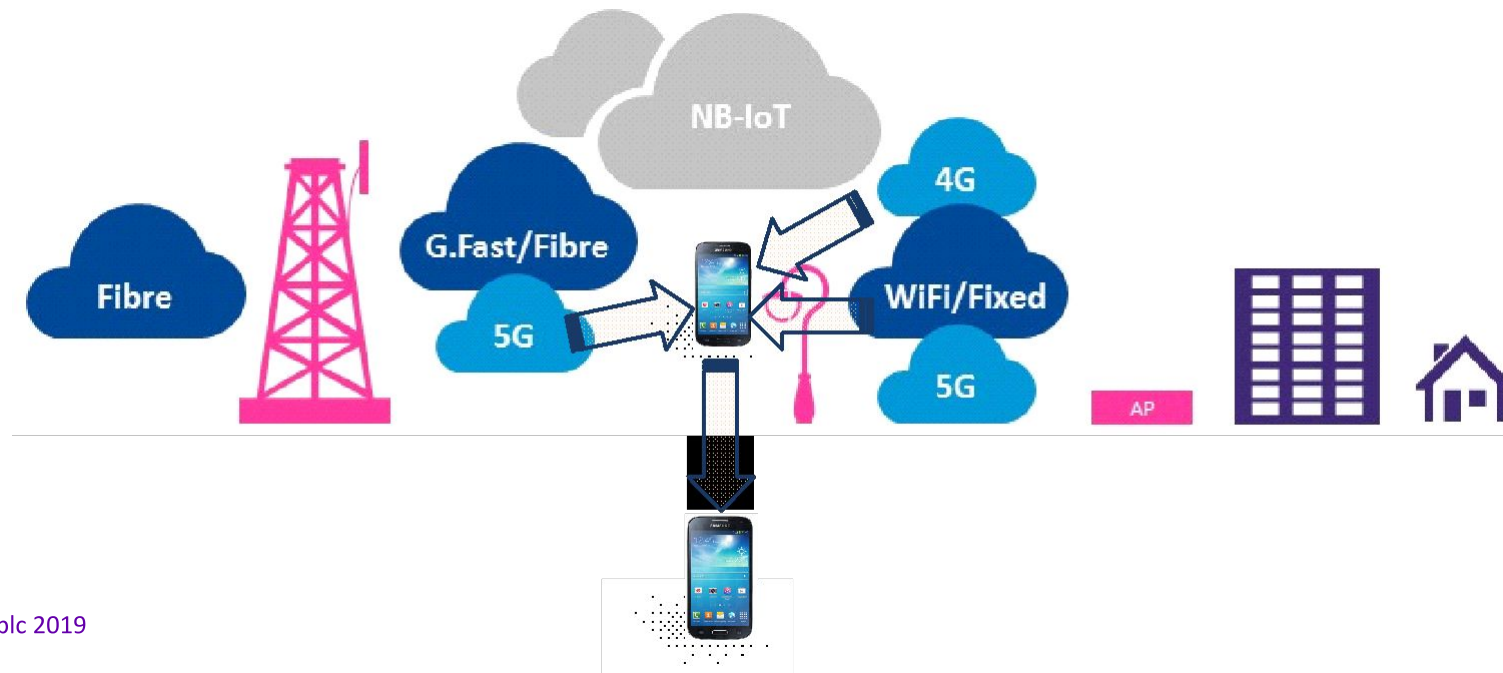 NB-IoT
4G
G.Fast/Fibre
Fibre
WiFi/Fixed
5G
5G
AP
plc 2019